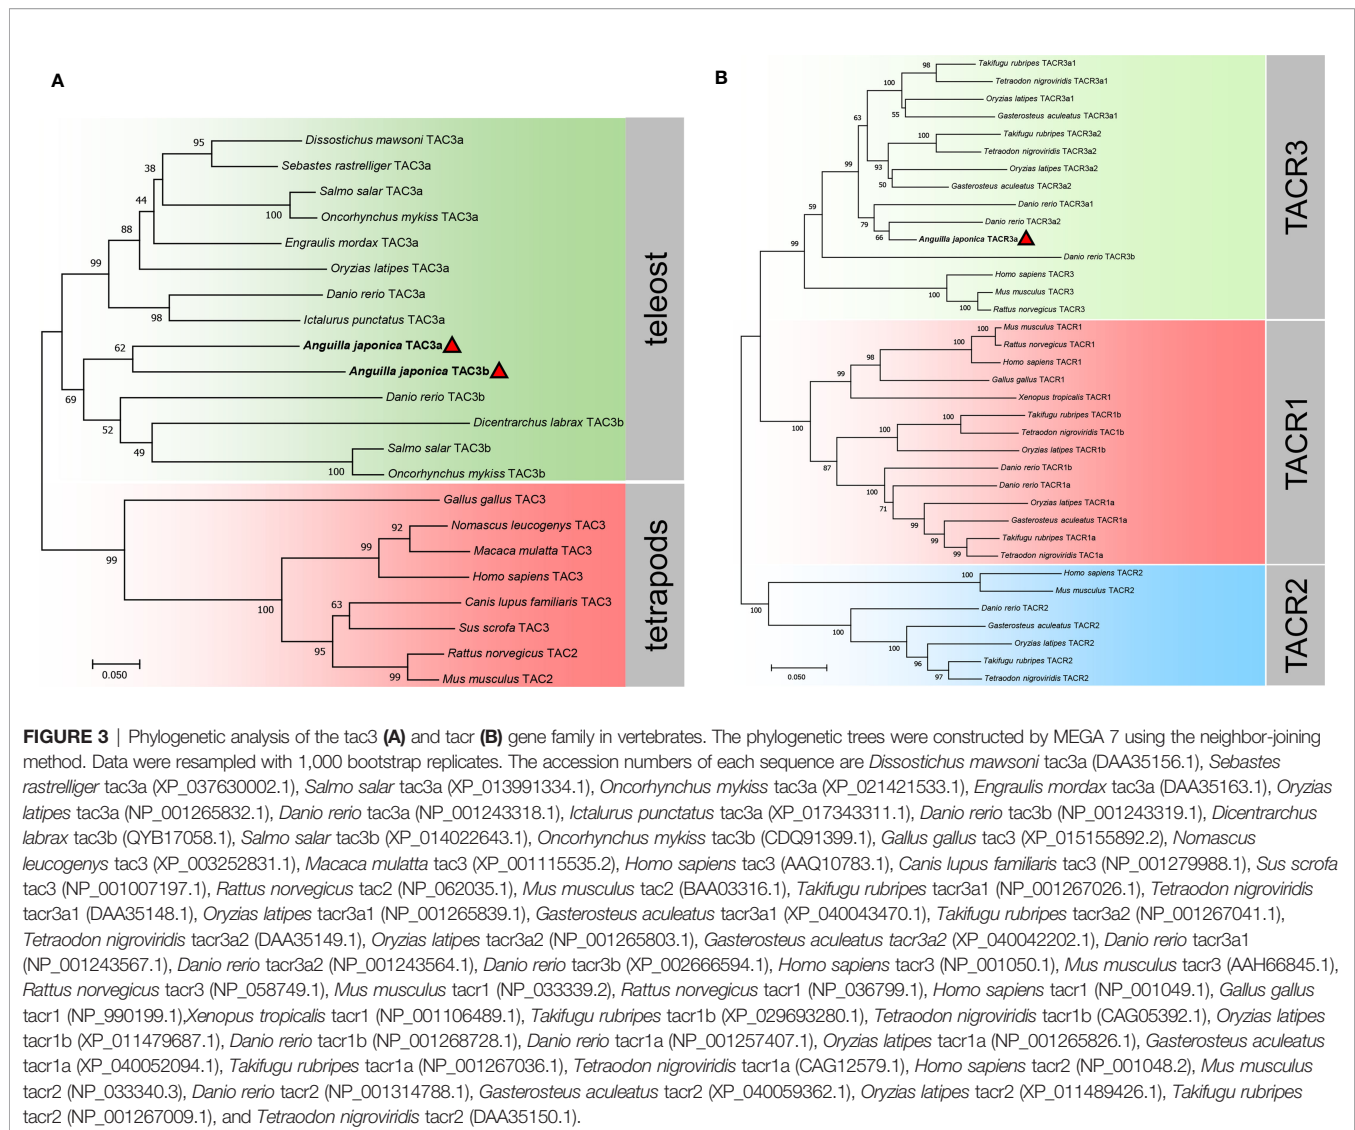 A
95
Dissostichus mawsoni TAC3a
Sebastes rastrelliger TAC3a
38
Salmo salar TAC3a
100
Oncorhynchus mykiss TAC3a
44
Engraulis mordax TAC3a
88
Oryzias latipes TAC3a
99
Danio rerio TAC3a
98
Ictalurus punctatus TAC3a
62
Anguilla japonica TAC3a
Anguilla japonica TAC3b
69
Danio rerio TAC3b
52
Dicentrarchus labrax TAC3b
49
Salmo salar TAC3b
100
Oncorhynchus mykiss TAC3b
teleost
Gallus gallus TAC3
92
Nomascus leucogenys TAC3
99
Macaca mulatta TAC3
Homo sapiens TAC3
99
100
63
Canis lupus familiaris TAC3
Sus scrofa TAC3
95
Rattus norvegicus TAC2
99
Mus musculus TAC2
tetrapods
0.050
B
98
Takifugu rubripes TACR3a1
Tetraodon nigroviridis TACR3a1
100
Oryzias latipes TACR3a1
55
Gasterosteus aculeatus TACR3a1
63
100
Takifugu rubripes TACR3a2
Tetraodon nigroviridis TACR3a2
93
Oryzias latipes TACR3a2
50
Gasterosteus aculeatus TACR3a2
99
Danio rerio TACR3a1
79
Danio rerio TACR3a2
66
Anguilla japonica TACR3a
59
Danio rerio TACR3b
99
Homo sapiens TACR3
100
Mus musculus TACR3
100
Rattus norvegicus TACR3
TACR3
100
Mus musculus TACR1
100
Rattus norvegicus TACR1
Homo sapiens TACR1
98
Gallus gallus TACR1
99
Xenopus tropicalis TACR1
100
100
Takifugu rubripes TACR1b
100
Tetraodon nigroviridis TAC1b
Oryzias latipes TACR1b
87
Danio rerio TACR1b
100
Danio rerio TACR1a
71
Oryzias latipes TACR1a
99
Gasterosteus aculeatus TACR1a
99
Takifugu rubripes TACR1a
99
Tetraodon nigroviridis TAC1a
TACR1
100
Homo sapiens TACR2
Mus musculus TACR2
100
Danio rerio TACR2
100
Gasterosteus aculeatus TACR2
100
Oryzias latipes TACR2
96
Takifugu rubripes TACR2
97
Tetraodon nigroviridis TACR2
TACR2
0.050
FIGURE 3 | Phylogenetic analysis of the tac3 (A) and tacr (B) gene family in vertebrates. The phylogenetic trees were constructed by MEGA 7 using the neighbor-joining
method. Data were resampled with 1,000 bootstrap replicates. The accession numbers of each sequence are Dissostichus mawsoni tac3a (DAA35156.1), Sebastes
rastrelliger tac3a (XP_037630002.1), Salmo salar tac3a (XP_013991334.1), Oncorhynchus mykiss tac3a (XP_021421533.1), Engraulis mordax tac3a (DAA35163.1), Oryzias
latipes tac3a (NP_001265832.1), Danio rerio tac3a (NP_001243318.1), Ictalurus punctatus tac3a (XP_017343311.1), Danio rerio tac3b (NP_001243319.1), Dicentrarchus
labrax tac3b (QYB17058.1), Salmo salar tac3b (XP_014022643.1), Oncorhynchus mykiss tac3b (CDQ91399.1), Gallus gallus tac3 (XP_015155892.2), Nomascus
leucogenys tac3 (XP_003252831.1), Macaca mulatta tac3 (XP_001115535.2), Homo sapiens tac3 (AAQ10783.1), Canis lupus familiaris tac3 (NP_001279988.1), Sus scrofa
tac3 (NP_001007197.1), Rattus norvegicus tac2 (NP_062035.1), Mus musculus tac2 (BAA03316.1), Takifugu rubripes tacr3a1 (NP_001267026.1), Tetraodon nigroviridis
tacr3a1 (DAA35148.1), Oryzias latipes tacr3a1 (NP_001265839.1), Gasterosteus aculeatus tacr3a1 (XP_040043470.1), Takifugu rubripes tacr3a2 (NP_001267041.1),
Tetraodon nigroviridis tacr3a2 (DAA35149.1), Oryzias latipes tacr3a2 (NP_001265803.1), Gasterosteus aculeatus tacr3a2 (XP_040042202.1), Danio rerio tacr3a1
(NP_001243567.1), Danio rerio tacr3a2 (NP_001243564.1), Danio rerio tacr3b (XP_002666594.1), Homo sapiens tacr3 (NP_001050.1), Mus musculus tacr3 (AAH66845.1),
Rattus norvegicus tacr3 (NP_058749.1), Mus musculus tacr1 (NP_033339.2), Rattus norvegicus tacr1 (NP_036799.1), Homo sapiens tacr1 (NP_001049.1), Gallus gallus
tacr1 (NP_990199.1),Xenopus tropicalis tacr1 (NP_001106489.1), Takifugu rubripes tacr1b (XP_029693280.1), Tetraodon nigroviridis tacr1b (CAG05392.1), Oryzias latipes
tacr1b (XP_011479687.1), Danio rerio tacr1b (NP_001268728.1), Danio rerio tacr1a (NP_001257407.1), Oryzias latipes tacr1a (NP_001265826.1), Gasterosteus aculeatus
tacr1a (XP_040052094.1), Takifugu rubripes tacr1a (NP_001267036.1), Tetraodon nigroviridis tacr1a (CAG12579.1), Homo sapiens tacr2 (NP_001048.2), Mus musculus
tacr2 (NP_033340.3), Danio rerio tacr2 (NP_001314788.1), Gasterosteus aculeatus tacr2 (XP_040059362.1), Oryzias latipes tacr2 (XP_011489426.1), Takifugu rubripes
tacr2 (NP_001267009.1), and Tetraodon nigroviridis tacr2 (DAA35150.1).